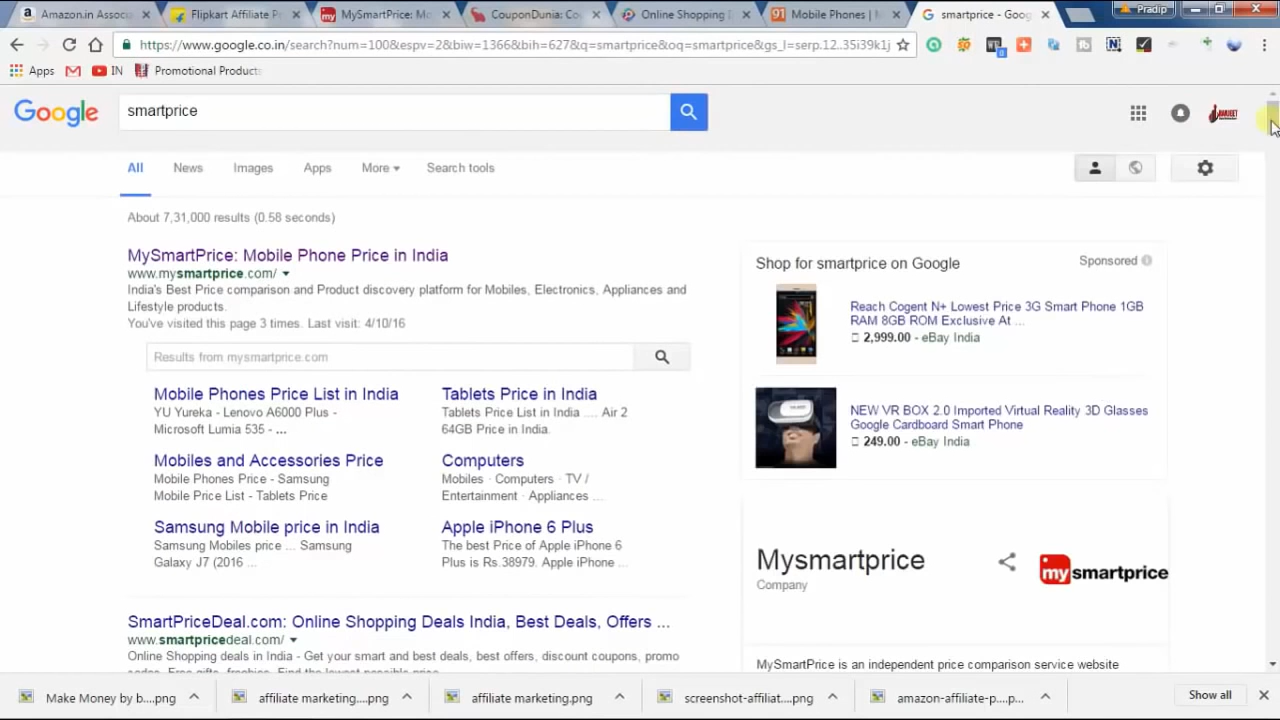 Amazon.in Associ
Flipkart Affiliate P
MySmartPrice: Mo
CouponDunia: Co
Online Shopping I
Mobile Phones |
smartprice - Goog
Pradip
https://www.google.co.in/search?num=100&espv=2&biw=1366&bih=627&q=smartprice&oq=smartprice&gs_l=serp.12..35i39k1j
Apps
IN
Promotional Products
Google
smartprice
All
News
Images
Apps
More
Search tools
About 7,31,000 results (0.58 seconds)
MySmartPrice: Mobile Phone Price in India
www.mysmartprice.com/
India's Best Price comparison and Product discovery platform for Mobiles, Electronics, Appliances and
Lifestyle products.
You've visited this page 3 times. Last visit: 4/10/16
Results from mysmartprice.com
Mobile Phones Price List in India
YU Yureka - Lenovo A6000 Plus -
Microsoft Lumia 535 - ...
Tablets Price in India
Tablets Price List in India .... Air 2
64GB Price in India.
Mobiles and Accessories Price
Mobile Phones Price - Samsung
Mobile Price List - Tablets Price
Computers
Mobiles · Computers · TV /
Entertainment · Appliances ...
Samsung Mobile price in India
Samsung Mobiles price ... Samsung
Galaxy J7 (2016 ...
Apple iPhone 6 Plus
The best Price of Apple iPhone 6
Plus is Rs.38979. Apple iPhone ...
SmartPriceDeal.com: Online Shopping Deals India, Best Deals, Offers ...
www.smartpricedeal.com/
Online Shopping deals in India - Get your smart and best deals, best offers, discount coupons, promo
Shop for smartprice on Google
Sponsored
Reach Cogent N+ Lowest Price 3G Smart Phone 1GB
RAM 8GB ROM Exclusive At ...
2,999.00 - eBay India
NEW VR BOX 2.0 Imported Virtual Reality 3D Glasses
Google Cardboard Smart Phone
249.00 - eBay India
Mysmartprice
Company
mysmartprice
MySmartPrice is an independent price comparison service website
Make Money by b....png
affiliate marketing....png
affiliate marketing.png
screenshot-affiliat....png
amazon-affiliate-p....p...
Show all